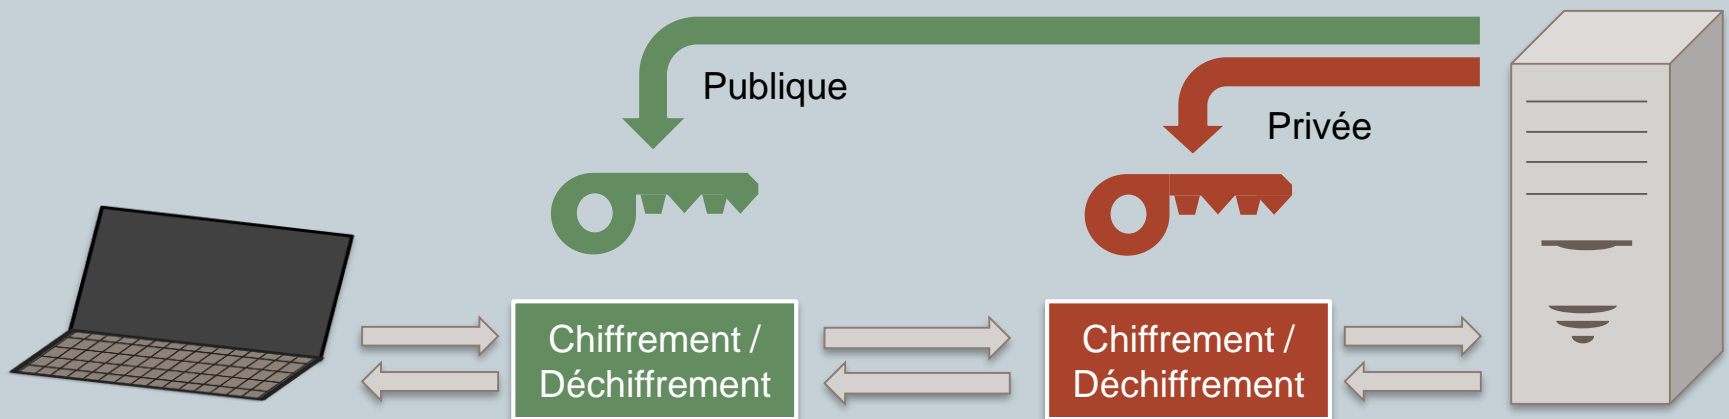 Publique
Privée
Chiffrement /
Déchiffrement
Chiffrement /
Déchiffrement